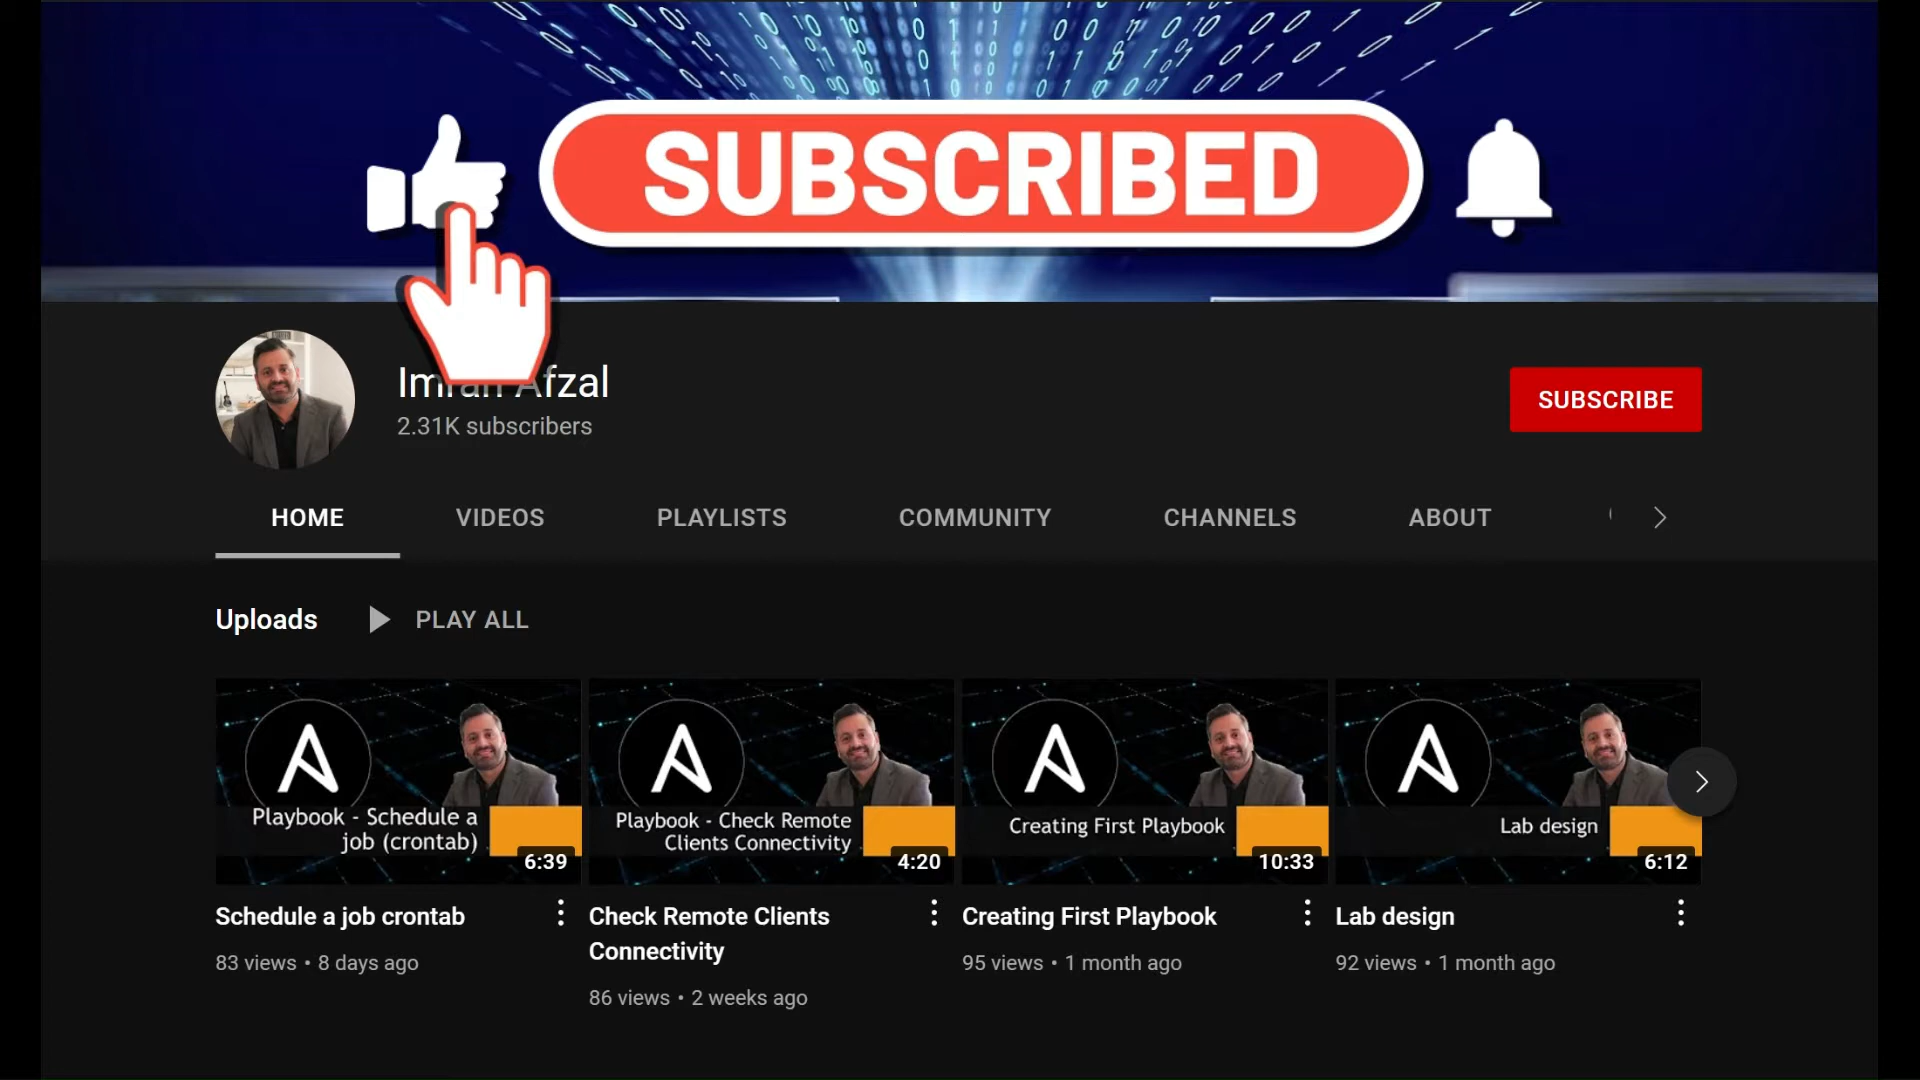 SUBSCRIBED
Imran Afzal
2.31K subscribers
SUBSCRIBE
HOME
VIDEOS
PLAYLISTS
COMMUNITY
CHANNELS
ABOUT
Uploads
PLAY ALL
Playbook - Schedule a
job (crontab)
6:39
Playbook - Check Remote
Clients Connectivity
4:20
Creating First Playbook
10:33
Lab design
6:12
Schedule a job crontab
83 views • 8 days ago
Check Remote Clients
Connectivity
86 views • 2 weeks ago
Creating First Playbook
95 views • 1 month ago
Lab design
92 views • 1 month ago